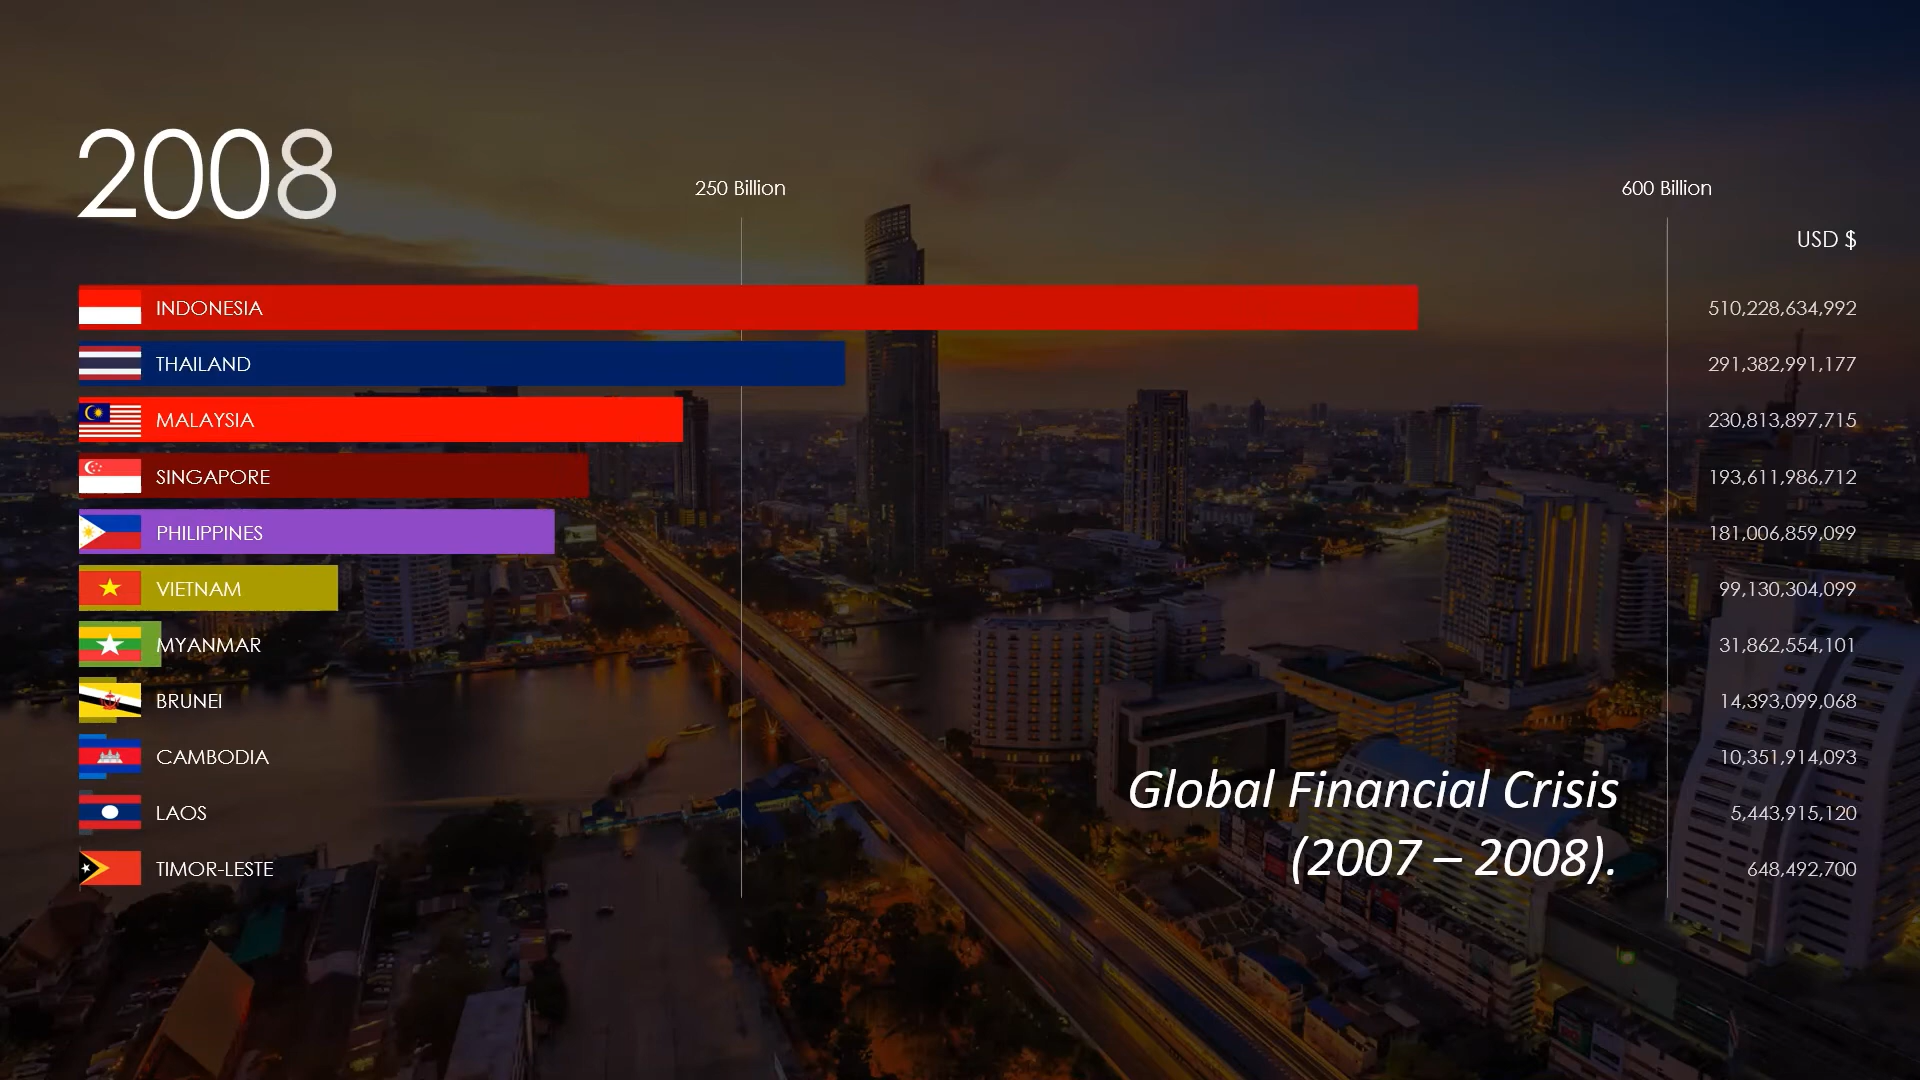 2008
250 Billion
600 Billion
USD $
INDONESIA 510,228,634,992
THAILAND 291,382,991,177
MALAYSIA 230,813,897,715
SINGAPORE 193,611,986,712
PHILIPPINES 181,006,859,099
VIETNAM 99,130,304,099
MYANMAR 31,862,554,101
BRUNEI 14,393,099,068
CAMBODIA 10,351,914,093
LAOS 5,443,915,120
TIMOR-LESTE 648,492,700
Global Financial Crisis
(2007 – 2008).